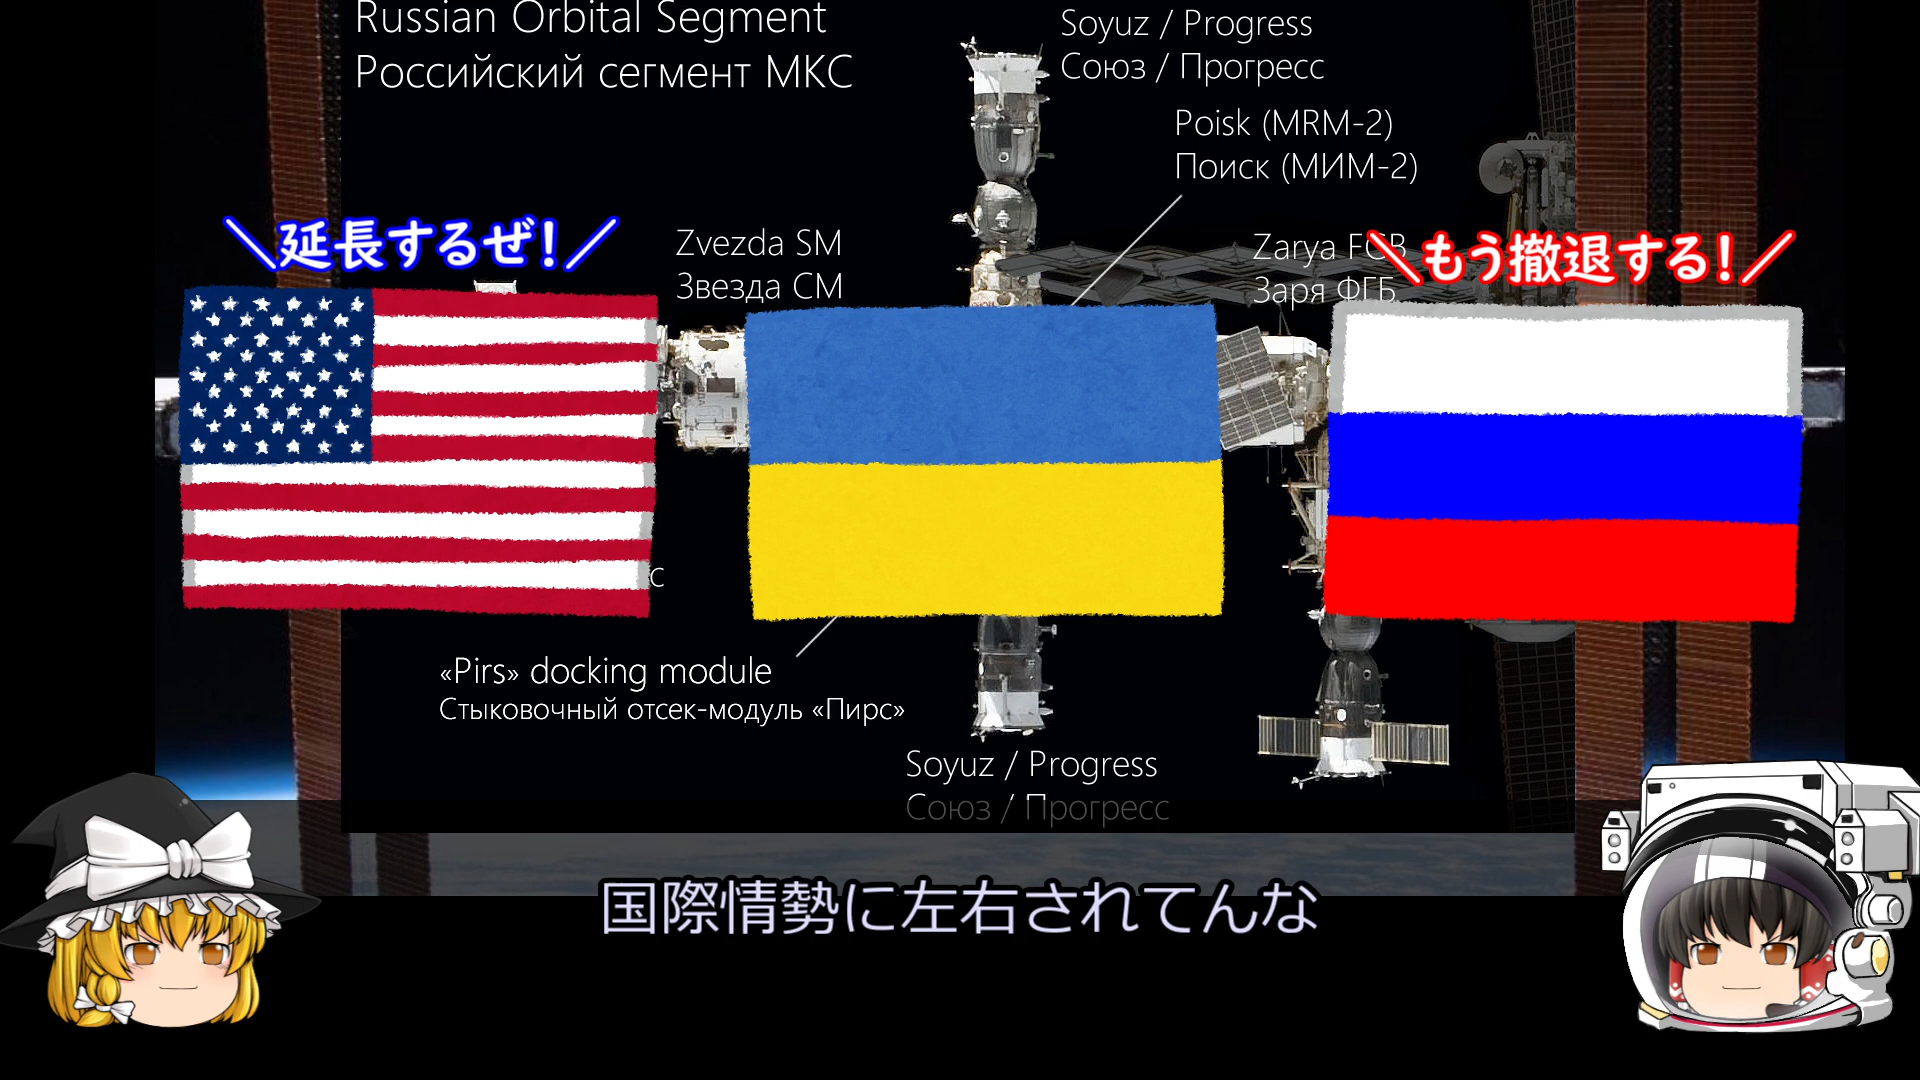 Russian Orbital Segment
Российский сегмент МКС
Soyuz / Progress
Союз / Прогресс
Poisk (MRM-2)
Поиск (МИМ-2)
＼延長するぜ！／
Zvezda SM
Звезда СМ
Zarya FGB
Заря ФГБ
＼もう撤退する！／
с
«Pirs» docking module
Стыковочный отсек-модуль «Пирс»
Soyuz / Progress
Союз / Прогресс
国際情勢に左右されてんな